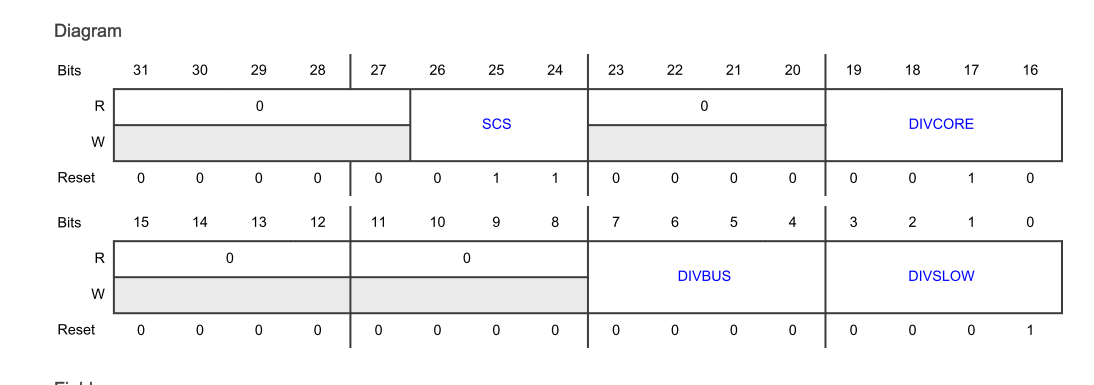 Diagram
Bits 31 30 29 28 27 26 25 24 23 22 21 20 19 18 17 16
R 0 SCS 0 DIVCORE
W
Reset 0 0 0 0 0 0 1 1 0 0 0 0 0 0 1 0
Bits 15 14 13 12 11 10 9 8 7 6 5 4 3 2 1 0
R 0 0 DIVBUS DIVSLOW
W
Reset 0 0 0 0 0 0 0 0 0 0 0 0 0 0 0 1